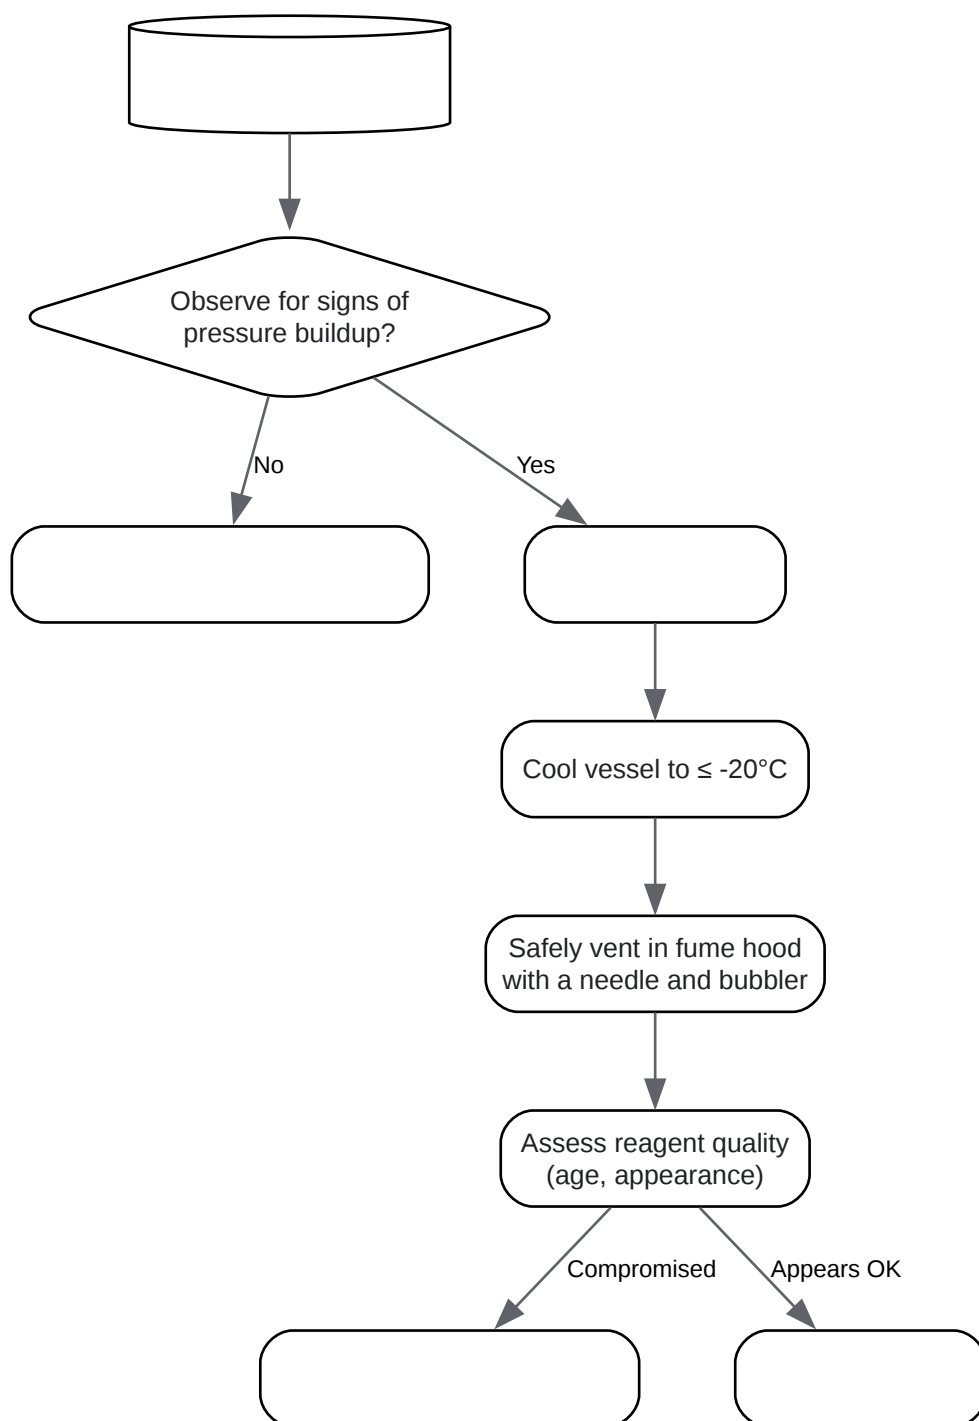 Observe for signs of
pressure buildup?
No
Yes
Cool vessel to ≤ -20°C
Safely vent in fume hood
with a needle and bubbler
Assess reagent quality
(age, appearance)
Compromised
Appears OK